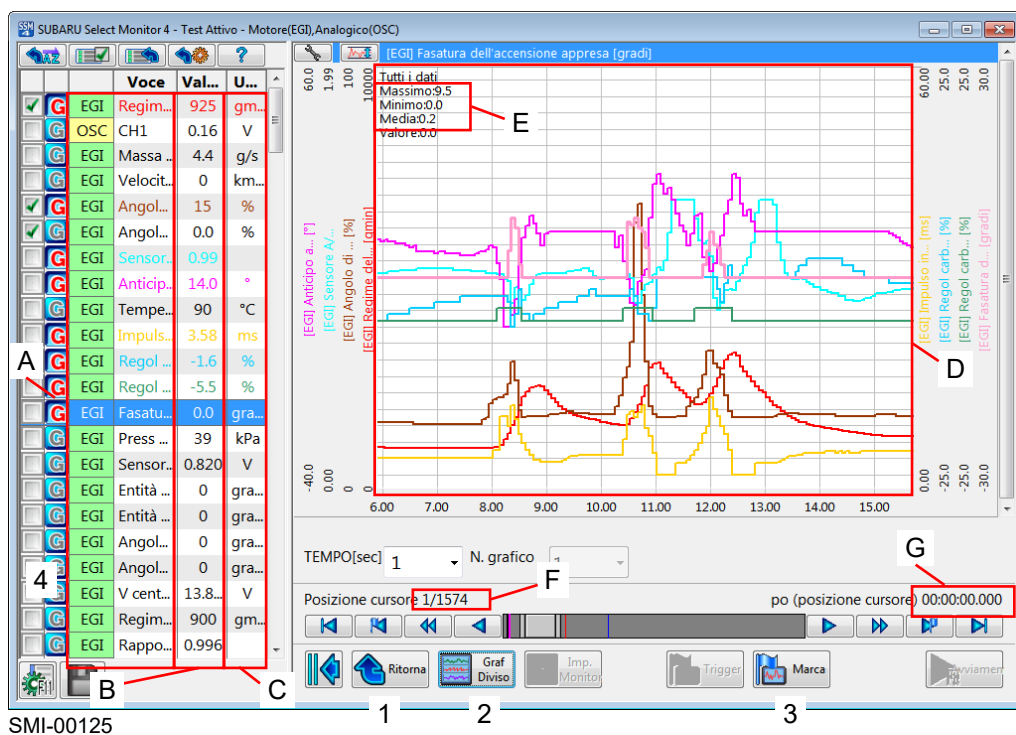 SUBARU Select Monitor 4 - Test Attivo - Motore(EGI),Analogico(OSC)
AZ ?
[EGI] Fasatura dell'accensione appresa [gradi]
Voce Val... U...
EGI Regim... 925 gm...
OSC CH1 0.16 V
EGI Massa .. 4.4 g/s
EGI Velocit... 0 km...
EGI Angol... 15 %
EGI Angol... 0.0 %
EGI Sensor.. 0.99
EGI Anticip.. 14.0 °
EGI Tempe... 90 °C
EGI Impuls... 3.58 ms
EGI Regol ... -1.6 %
EGI Regol ... -5.5 %
EGI Fasatu... 0.0 gra...
EGI Press ... 39 kPa
EGI Sensor.. 0.820 V
EGI Entità ... 0 gra...
EGI Entità ... 0 gra...
EGI Angol... 0 gra...
EGI Angol... 0 gra...
EGI V cent... 13.8... V
EGI Regim... 900 gm...
EGI Rappo... 0.996
A
4
B
C
F11
60.0 1.99 100 10000
Tutti i dati
Massimo:9.5
Minimo:0.0
Media:0.2
Valore:0.0
E
60.00 25.0 25.0 30.0
[EGI] Anticipo a... [°]
[EGI] Sensore A/...
[EGI] Angolo di ... [%]
[EGI] Regime del... [gmin]
[EGI] Impulso in... [ms]
[EGI] Regol carb... [%]
[EGI] Regol carb... [%]
[EGI] Fasatura d... [gradi]
D
-40.0 0.00 0 0
0.00 -25.0 -25.0 -30.0
6.00 7.00 8.00 9.00 10.00 11.00 12.00 13.00 14.00 15.00
TEMPO[sec] 1 N. grafico 1
F
G
Posizione cursore 1/1574
po (posizione cursore) 00:00:00.000
Ritorna
Graf Diviso
Imp. Monitor
Trigger
Marca
vviamen
1
2
3
SMI-00125